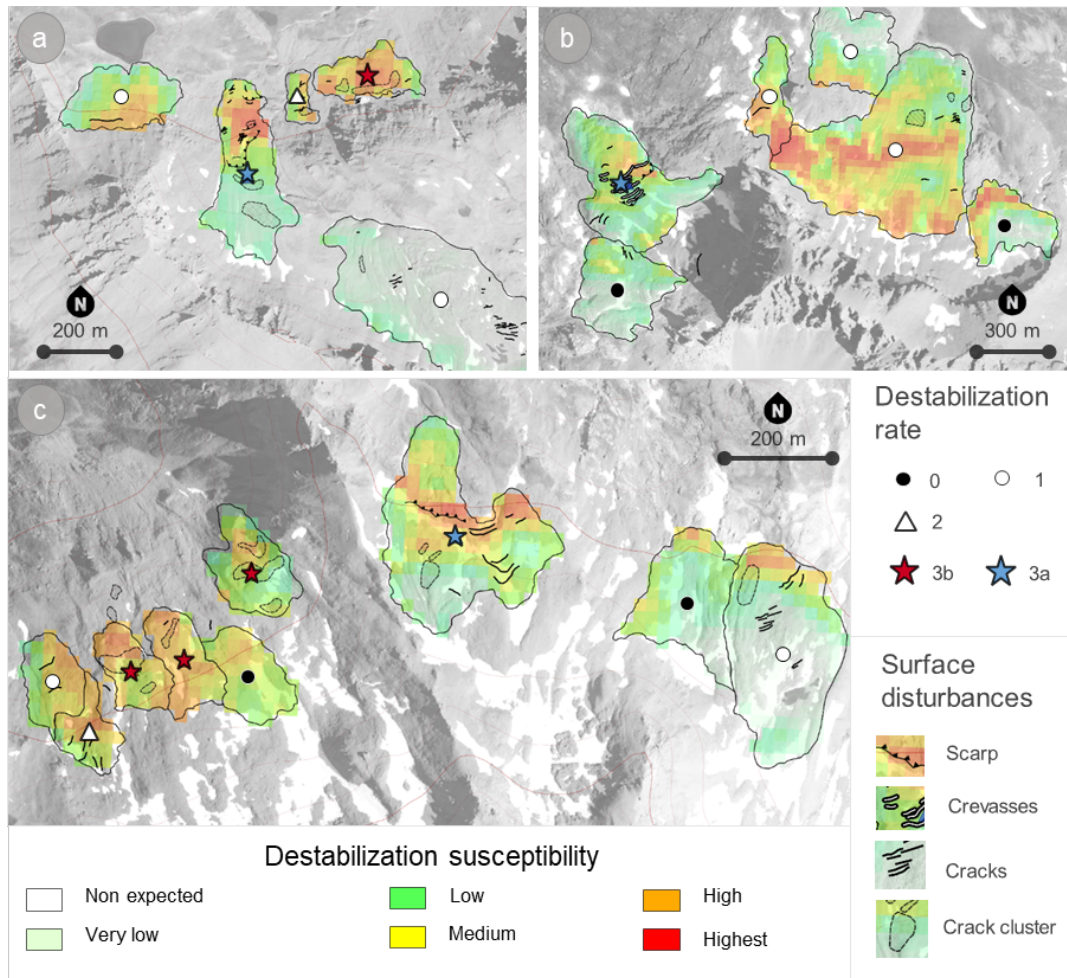 a
b
N
200 m
N
300 m
c
N
200 m
Destabilization
rate
0
1
2
3b
3a
Surface
disturbances
Scarp
Crevasses
Cracks
Crack cluster
Destabilization susceptibility
Non expected
Low
High
Very low
Medium
Highest